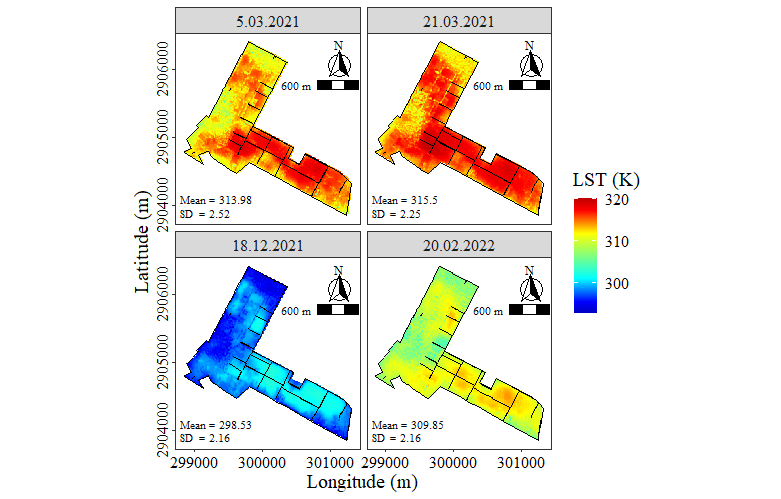 5.03.2021
21.03.2021
N
600 m
Mean = 313.98
SD = 2.52
N
600 m
Mean = 315.5
SD = 2.25
18.12.2021
20.02.2022
N
600 m
Mean = 298.53
SD = 2.16
N
600 m
Mean = 309.85
SD = 2.16
2906000
2905000
2904000
2906000
2905000
2904000
Latitude (m)
299000 300000 301000
299000 300000 301000
Longitude (m)
LST (K)
320
310
300